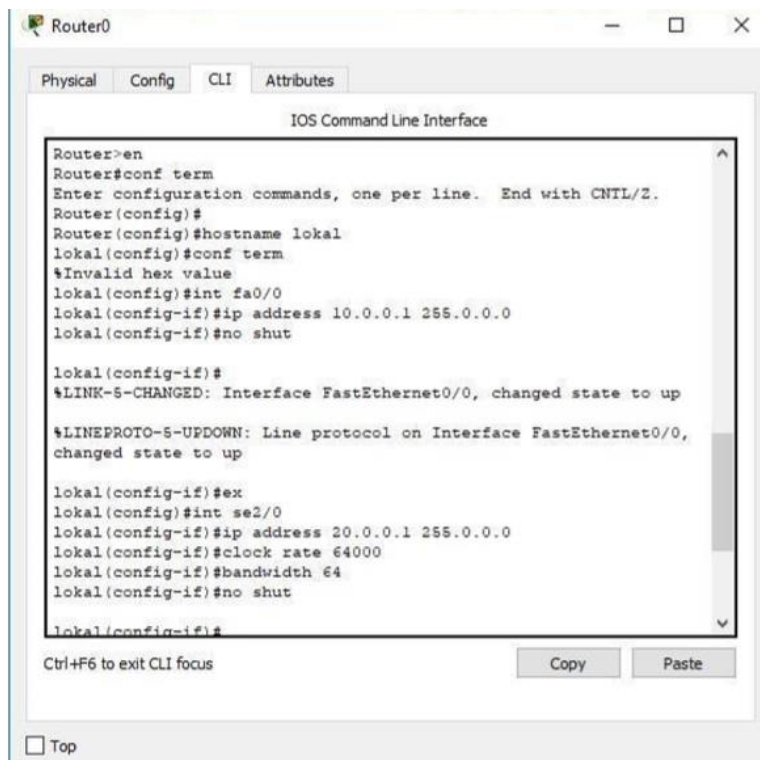 Router0
Physical Config CLI Attributes
IOS Command Line Interface
Router>en
Router#conf term
Enter configuration commands, one per line. End with CNTL/Z.
Router(config)#
Router(config)#hostname lokal
lokal(config)#conf term
%Invalid hex value
lokal(config)#int fa0/0
lokal(config-if)#ip address 10.0.0.1 255.0.0.0
lokal(config-if)#no shut
lokal(config-if)#
%LINK-5-CHANGED: Interface FastEthernet0/0, changed state to up
%LINEPROTO-5-UPDOWN: Line protocol on Interface FastEthernet0/0,
changed state to up
lokal(config-if)#ex
lokal(config)#int se2/0
lokal(config-if)#ip address 20.0.0.1 255.0.0.0
lokal(config-if)#clock rate 64000
lokal(config-if)#bandwidth 64
lokal(config-if)#no shut
lokal(config-if)#
Ctrl+F6 to exit CLI focus
Copy Paste
Top